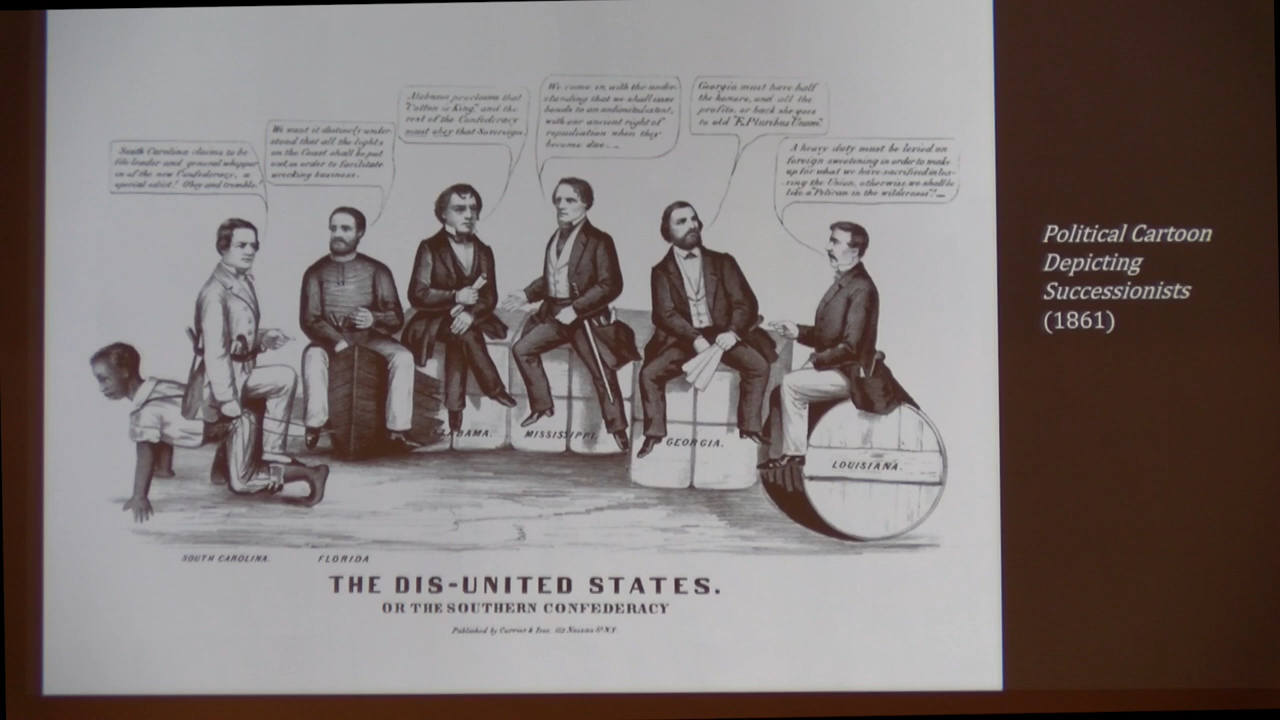 South Carolina claims to be
file leader and general whipper
in of the new Confederacy, a
special edict! Obey and tremble!
We want it distinctly under-
stood that all the lights
on the Coast shall be put
out, in order to facilitate
wrecking business.
Alabama proclaims that
"Cotton is King," and the
rest of the Confederacy
must obey that Sovereign.
We come in, with the under-
standing that we shall issue
bonds to an unlimited extent,
with our ancient right of
repudiation when they
become due.
Georgia must have half
the honors, and all the
profits, or back she goes
to old "E. Pluribus Unum."
A heavy duty must be levied on
foreign sweetening in order to make
up for what we have sacrificed in lea-
ving the Union, otherwise we shall be
like a "Pelican in the wilderness"!
ALABAMA.
MISSISSIPPI.
GEORGIA.
LOUISIANA.
SOUTH CAROLINA.
FLORIDA
THE DIS-UNITED STATES.
OR THE SOUTHERN CONFEDERACY
Published by Currier & Ives. 152 Nassau St N.Y.
Political Cartoon
Depicting
Successionists
(1861)